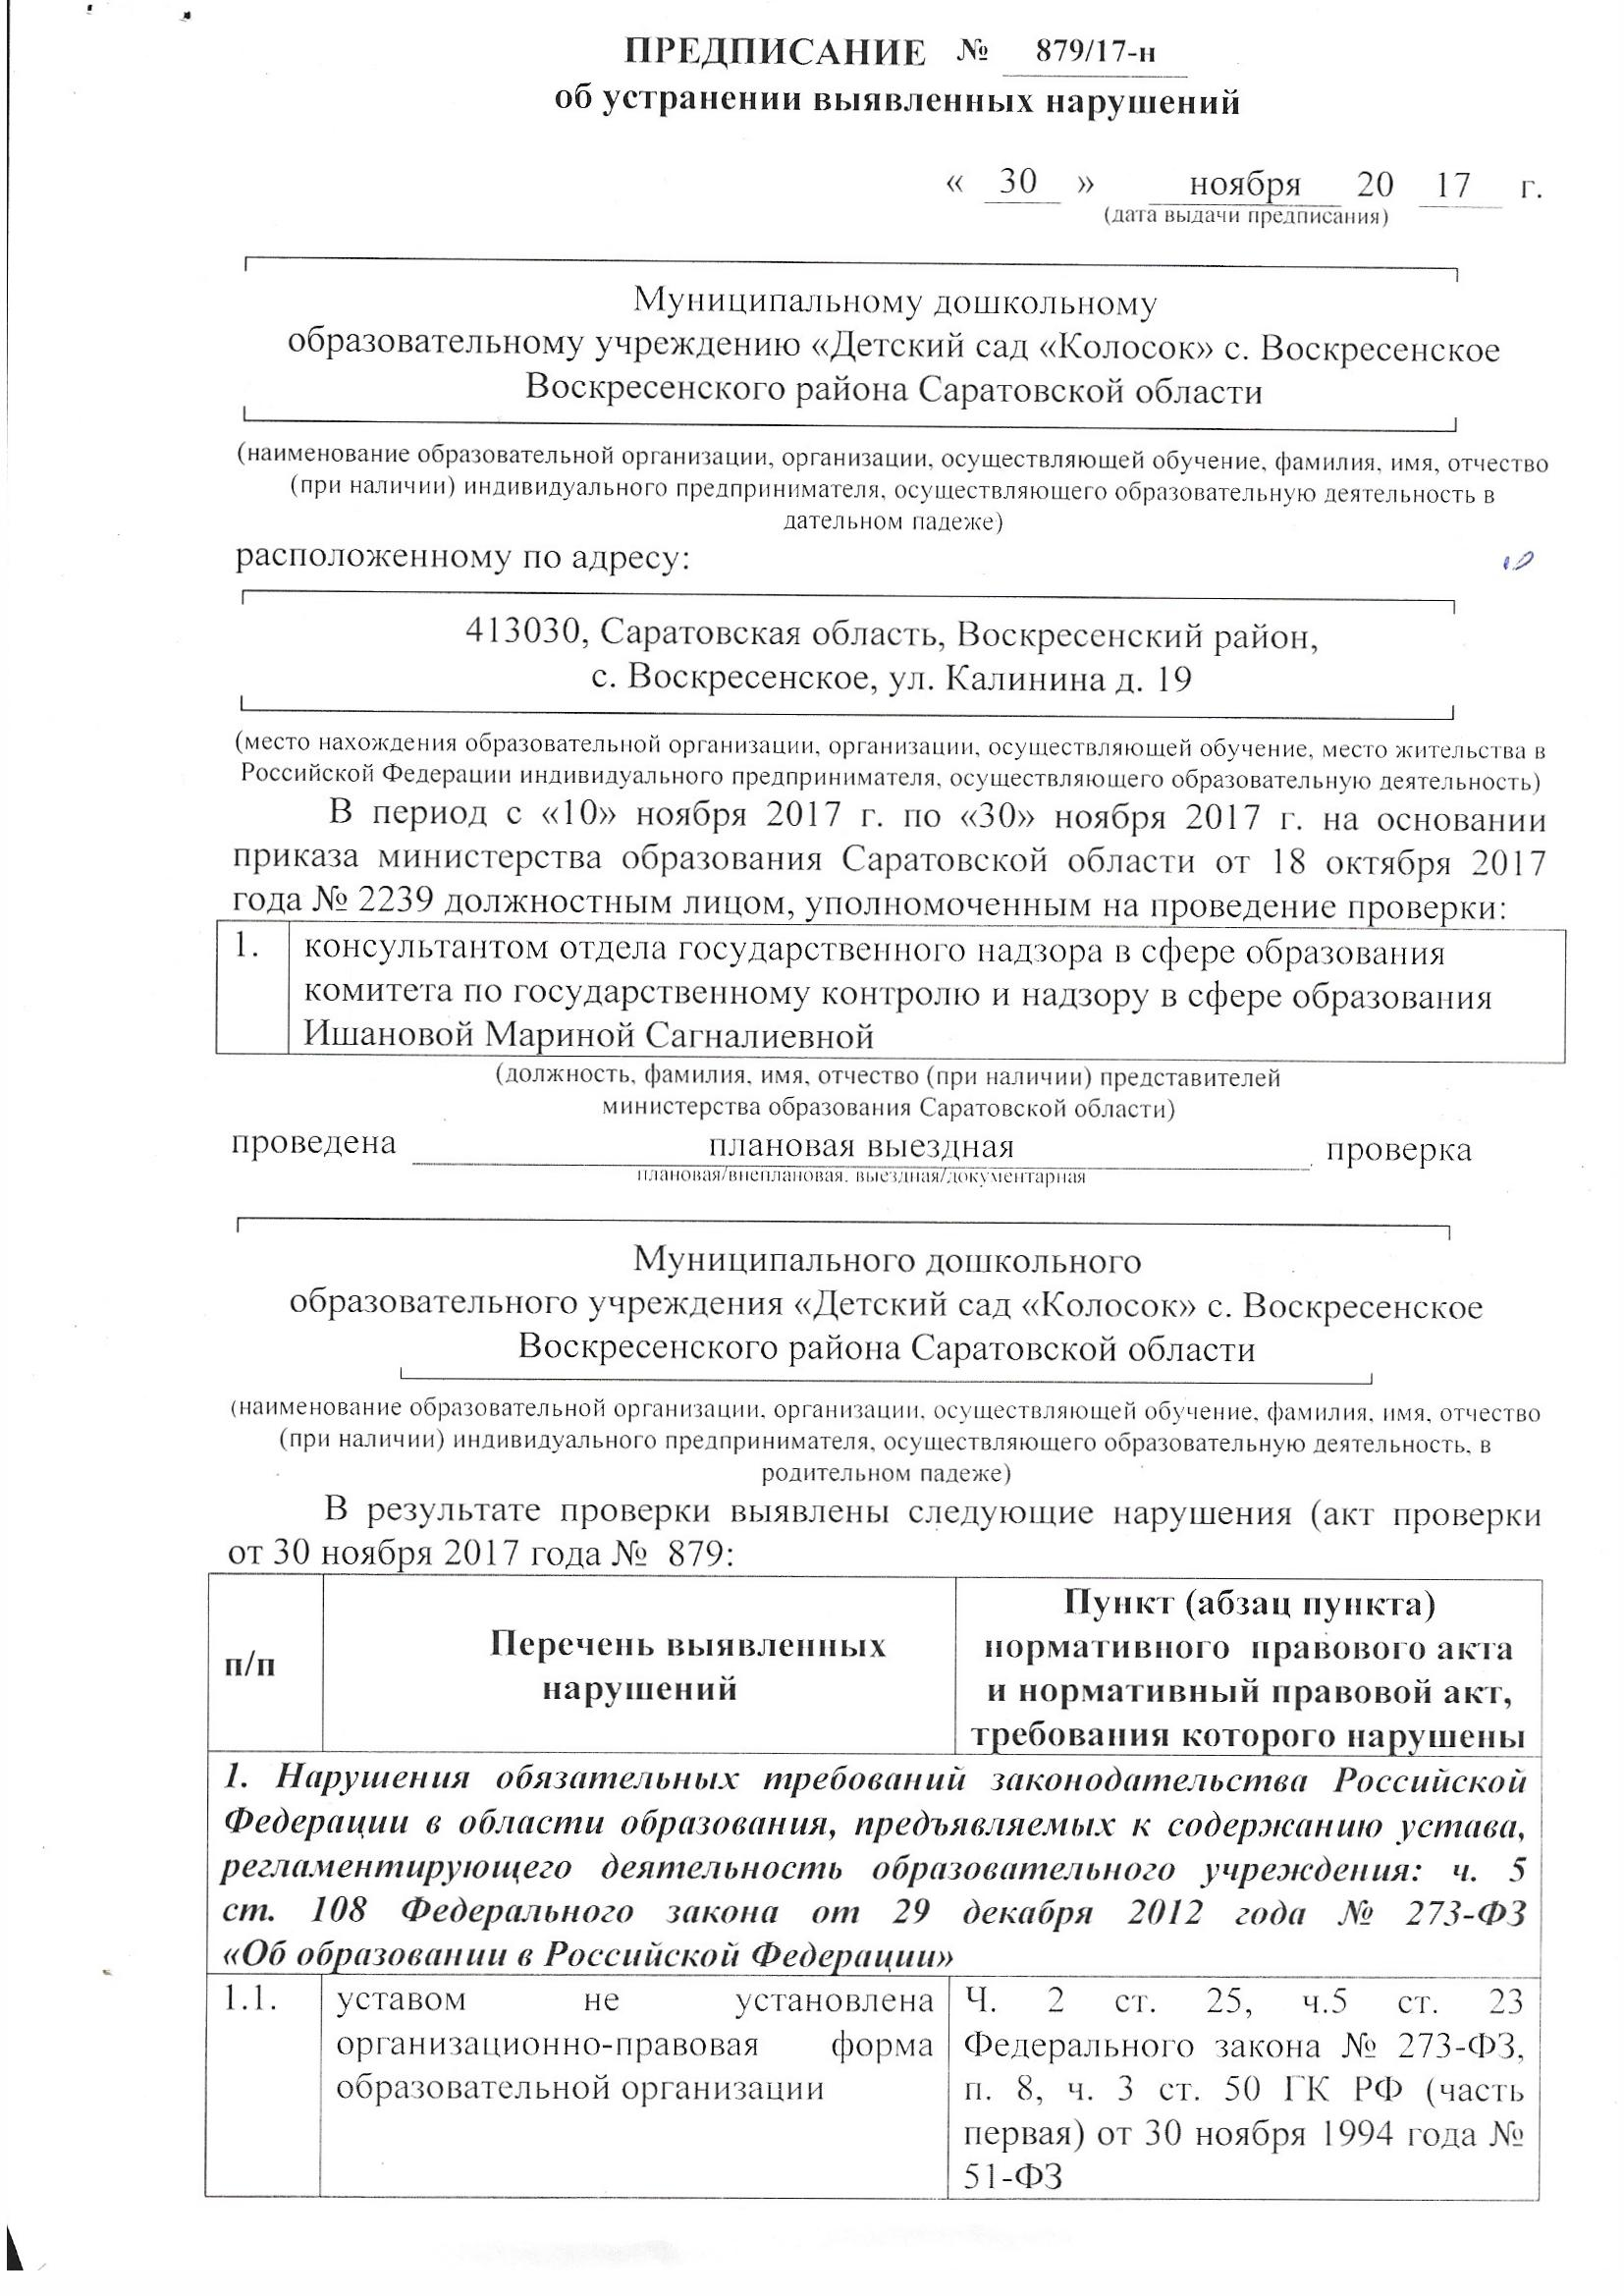 ПРЕДПИСАНИЕ № 879/17-н
об устранении выявленных нарушений
« 30 » ноября 20 17 г.
(дата выдачи предписания)
Муниципальному дошкольному
образовательному учреждению «Детский сад «Колосок» с. Воскресенское
Воскресенского района Саратовской области
(наименование образовательной организации, организации, осуществляющей обучение, фамилия, имя, отчество
(при наличии) индивидуального предпринимателя, осуществляющего образовательную деятельность в
дательном падеже)
расположенному по адресу:
413030, Саратовская область, Воскресенский район,
с. Воскресенское, ул. Калинина д. 19
(место нахождения образовательной организации, организации, осуществляющей обучение, место жительства в
Российской Федерации индивидуального предпринимателя, осуществляющего образовательную деятельность)
В период с «10» ноября 2017 г. по «30» ноября 2017 г. на основании
приказа министерства образования Саратовской области от 18 октября 2017
года № 2239 должностным лицом, уполномоченным на проведение проверки:
1. консультантом отдела государственного надзора в сфере образования
комитета по государственному контролю и надзору в сфере образования
Ишановой Мариной Сагналиевной
(должность, фамилия, имя, отчество (при наличии) представителей
министерства образования Саратовской области)
проведена плановая выездная проверка
плановая/внеплановая, выездная/документарная
Муниципального дошкольного
образовательного учреждения «Детский сад «Колосок» с. Воскресенское
Воскресенского района Саратовской области
(наименование образовательной организации, организации, осуществляющей обучение, фамилия, имя, отчество
(при наличии) индивидуального предпринимателя, осуществляющего образовательную деятельность, в
родительном падеже)
В результате проверки выявлены следующие нарушения (акт проверки
от 30 ноября 2017 года № 879:
п/п
Перечень выявленных
нарушений
Пункт (абзац пункта)
нормативного правового акта
и нормативный правовой акт,
требования которого нарушены
1. Нарушения обязательных требований законодательства Российской
Федерации в области образования, предъявляемых к содержанию устава,
регламентирующего деятельность образовательного учреждения: ч. 5
ст. 108 Федерального закона от 29 декабря 2012 года № 273-ФЗ
«Об образовании в Российской Федерации»
1.1.
уставом не установлена
организационно-правовая форма
образовательной организации
Ч. 2 ст. 25, ч.5 ст. 23
Федерального закона № 273-ФЗ,
п. 8, ч. 3 ст. 50 ГК РФ (часть
первая) от 30 ноября 1994 года №
51-ФЗ